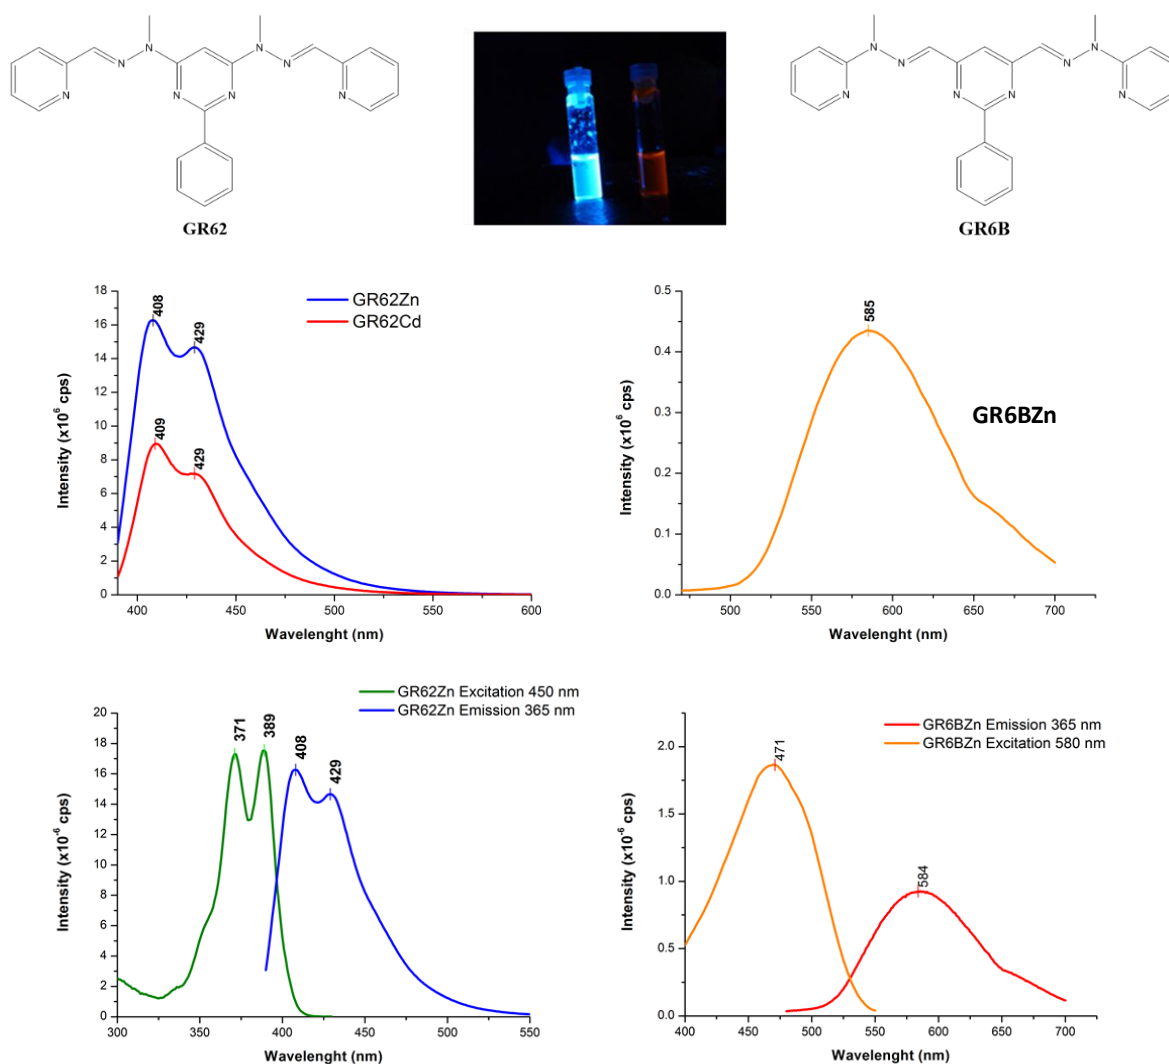 N
N
N
N
N
N
N
N
GR62
N
N
N
N
N
N
N
N
GR6B
18
16
14
12
10
8
6
4
2
0
Intensity (x10⁶ cps)
408
429
409
429
GR62Zn
GR62Cd
400
450
500
550
600
Wavelenght (nm)
0.5
0.4
0.3
0.2
0.1
0.0
Intensity (x10⁶ cps)
585
GR6BZn
500
550
600
650
700
Wavelenght (nm)
GR62Zn Excitation 450 nm
GR62Zn Emission 365 nm
20
18
16
14
12
10
8
6
4
2
0
Intensity (x10⁻⁶ cps)
371
389
408
429
300
350
400
450
500
550
Wavelenght (nm)
GR6BZn Emission 365 nm
GR6BZn Excitation 580 nm
2.0
1.5
1.0
0.5
0.0
Intensity (x10⁻⁶ cps)
471
584
400
450
500
550
600
650
700
Wavelenght (nm)